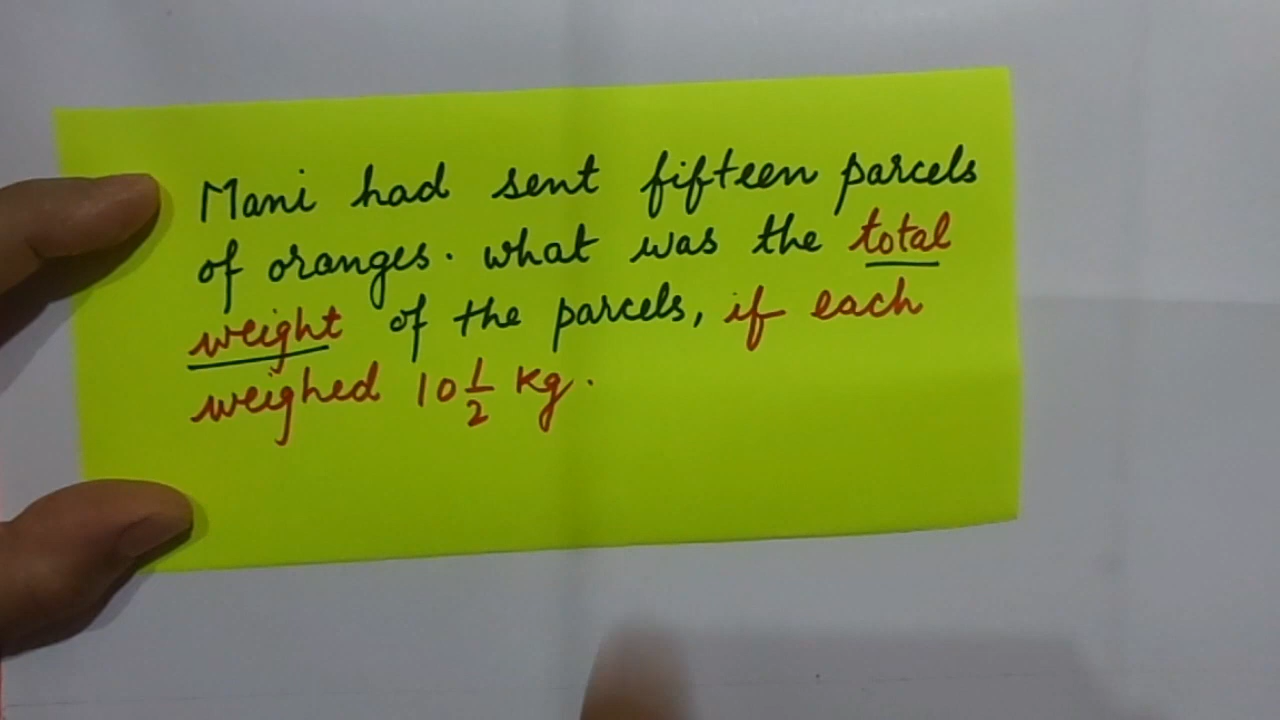 Mani had sent fifteen parcels
of oranges. what was the total
weight of the parcels, if each
weighed 10 1/2 kg.